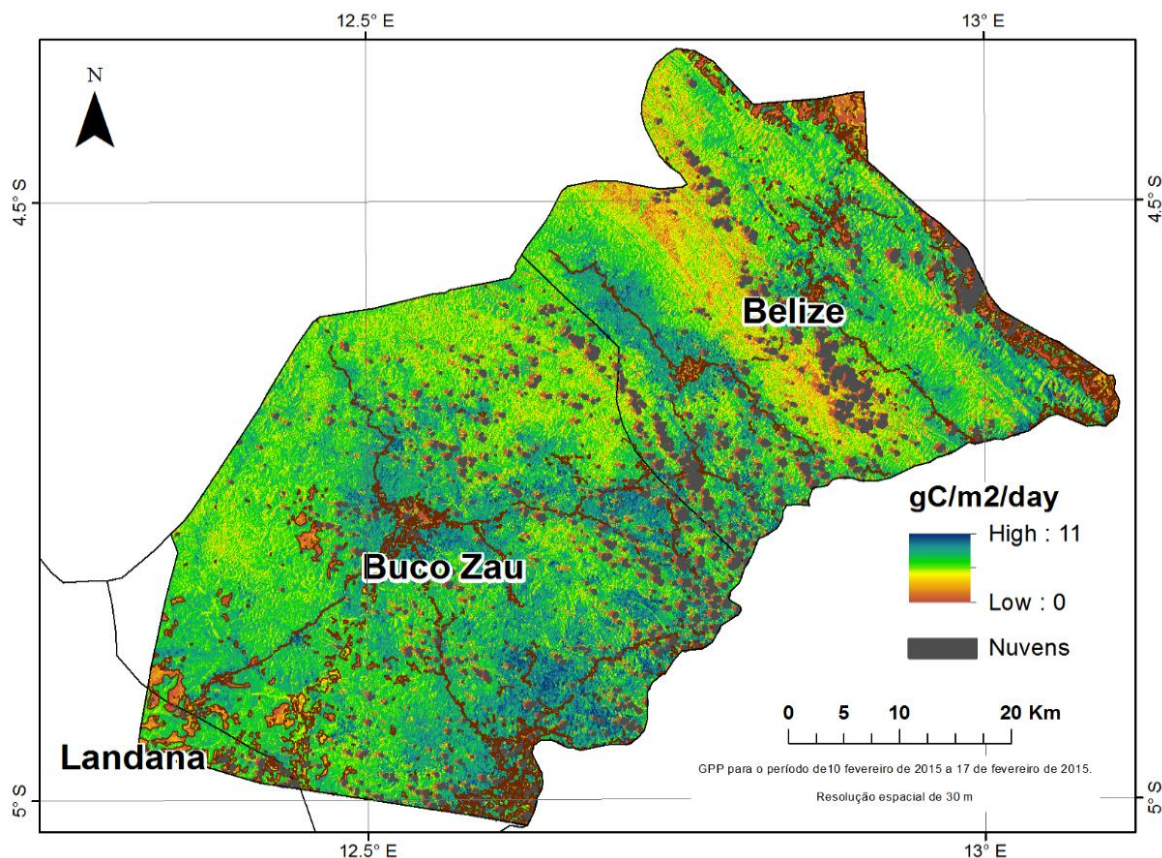 12.5° E
13° E
N
4.5° S
4.5° S
Belize
gC/m2/day
High : 11
Low : 0
Buco Zau
Nuvens
0 5 10 20 Km
Landana
GPP para o período de10 fevereiro de 2015 a 17 de fevereiro de 2015.
Resolução espacial de 30 m
5° S
5° S
12.5° E
13° E